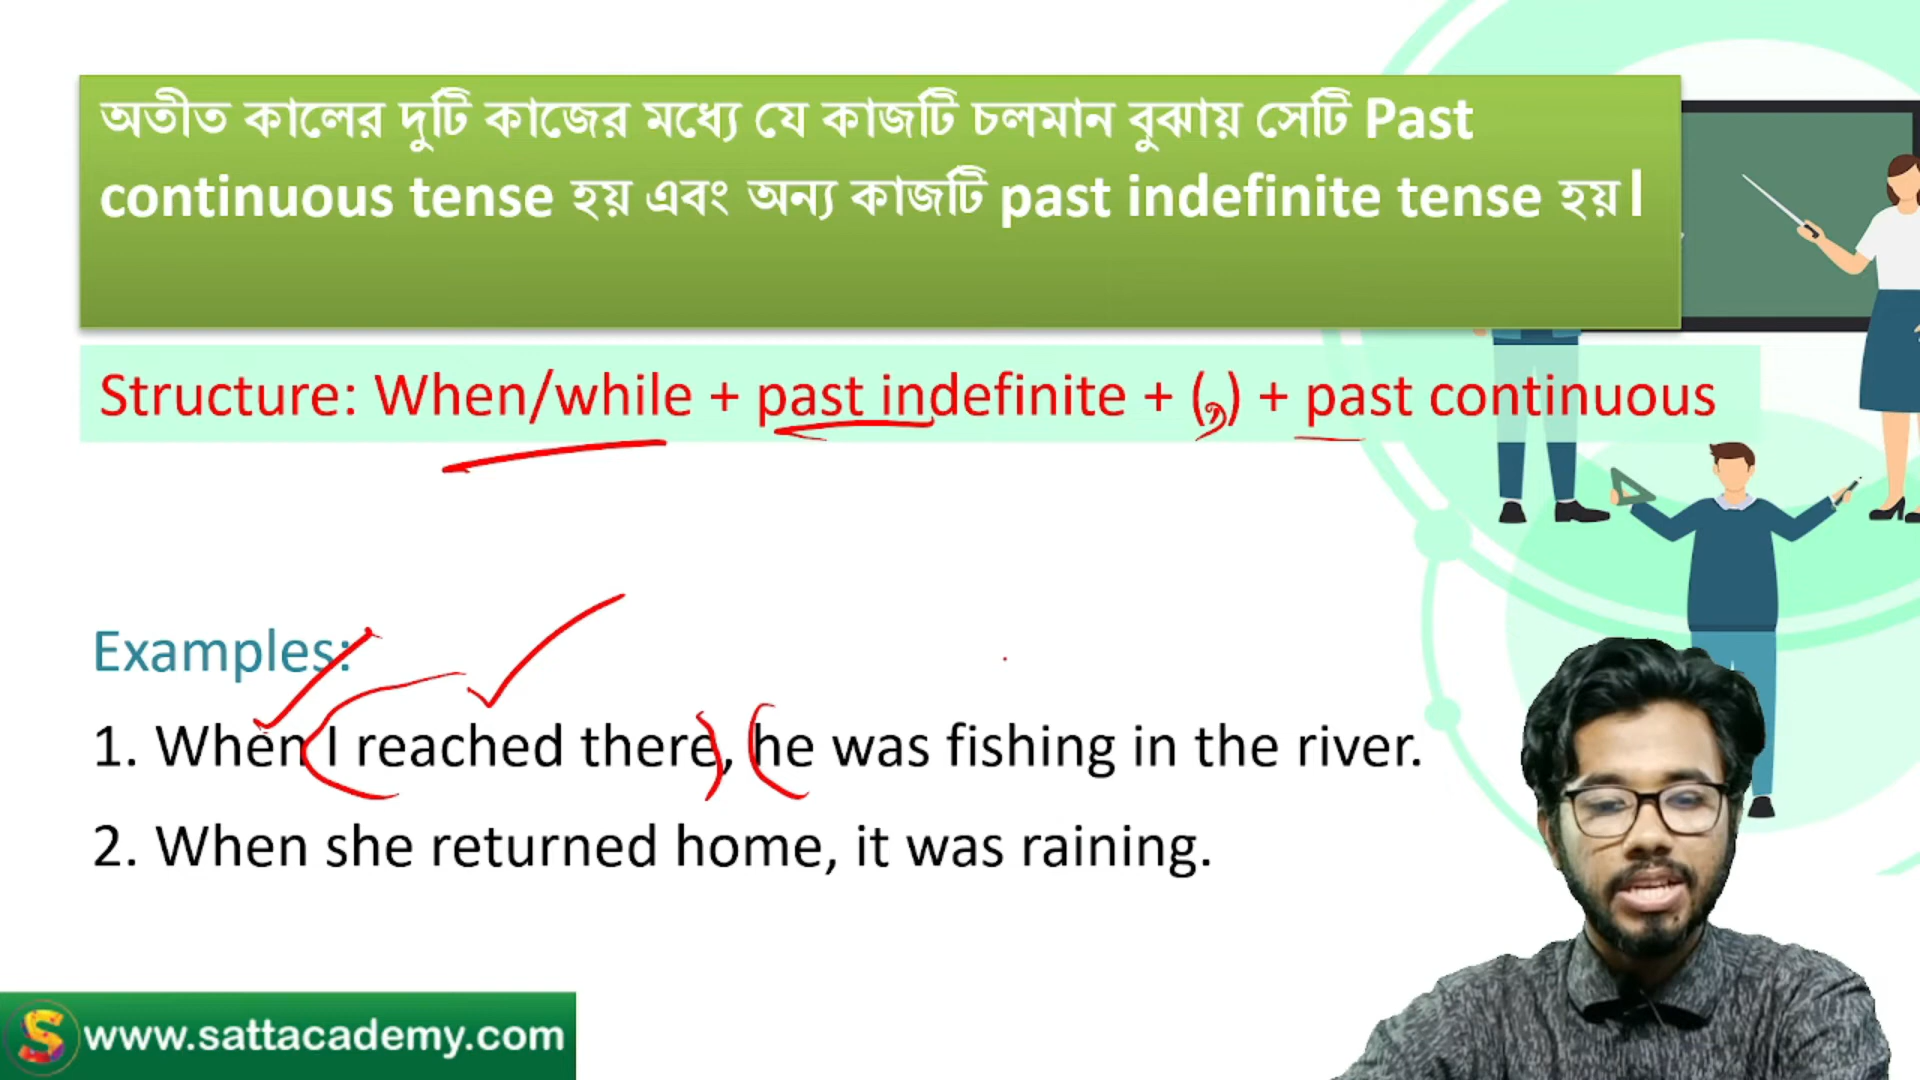 অতীত কালের দুটি কাজের মধ্যে যে কাজটি চলমান বুঝায় সেটি Past
continuous tense হয় এবং অন্য কাজটি past indefinite tense হয়।
Structure: When/while + past indefinite + (,) + past continuous
Examples:
1. When I reached there, he was fishing in the river.
2. When she returned home, it was raining.
www.sattacademy.com